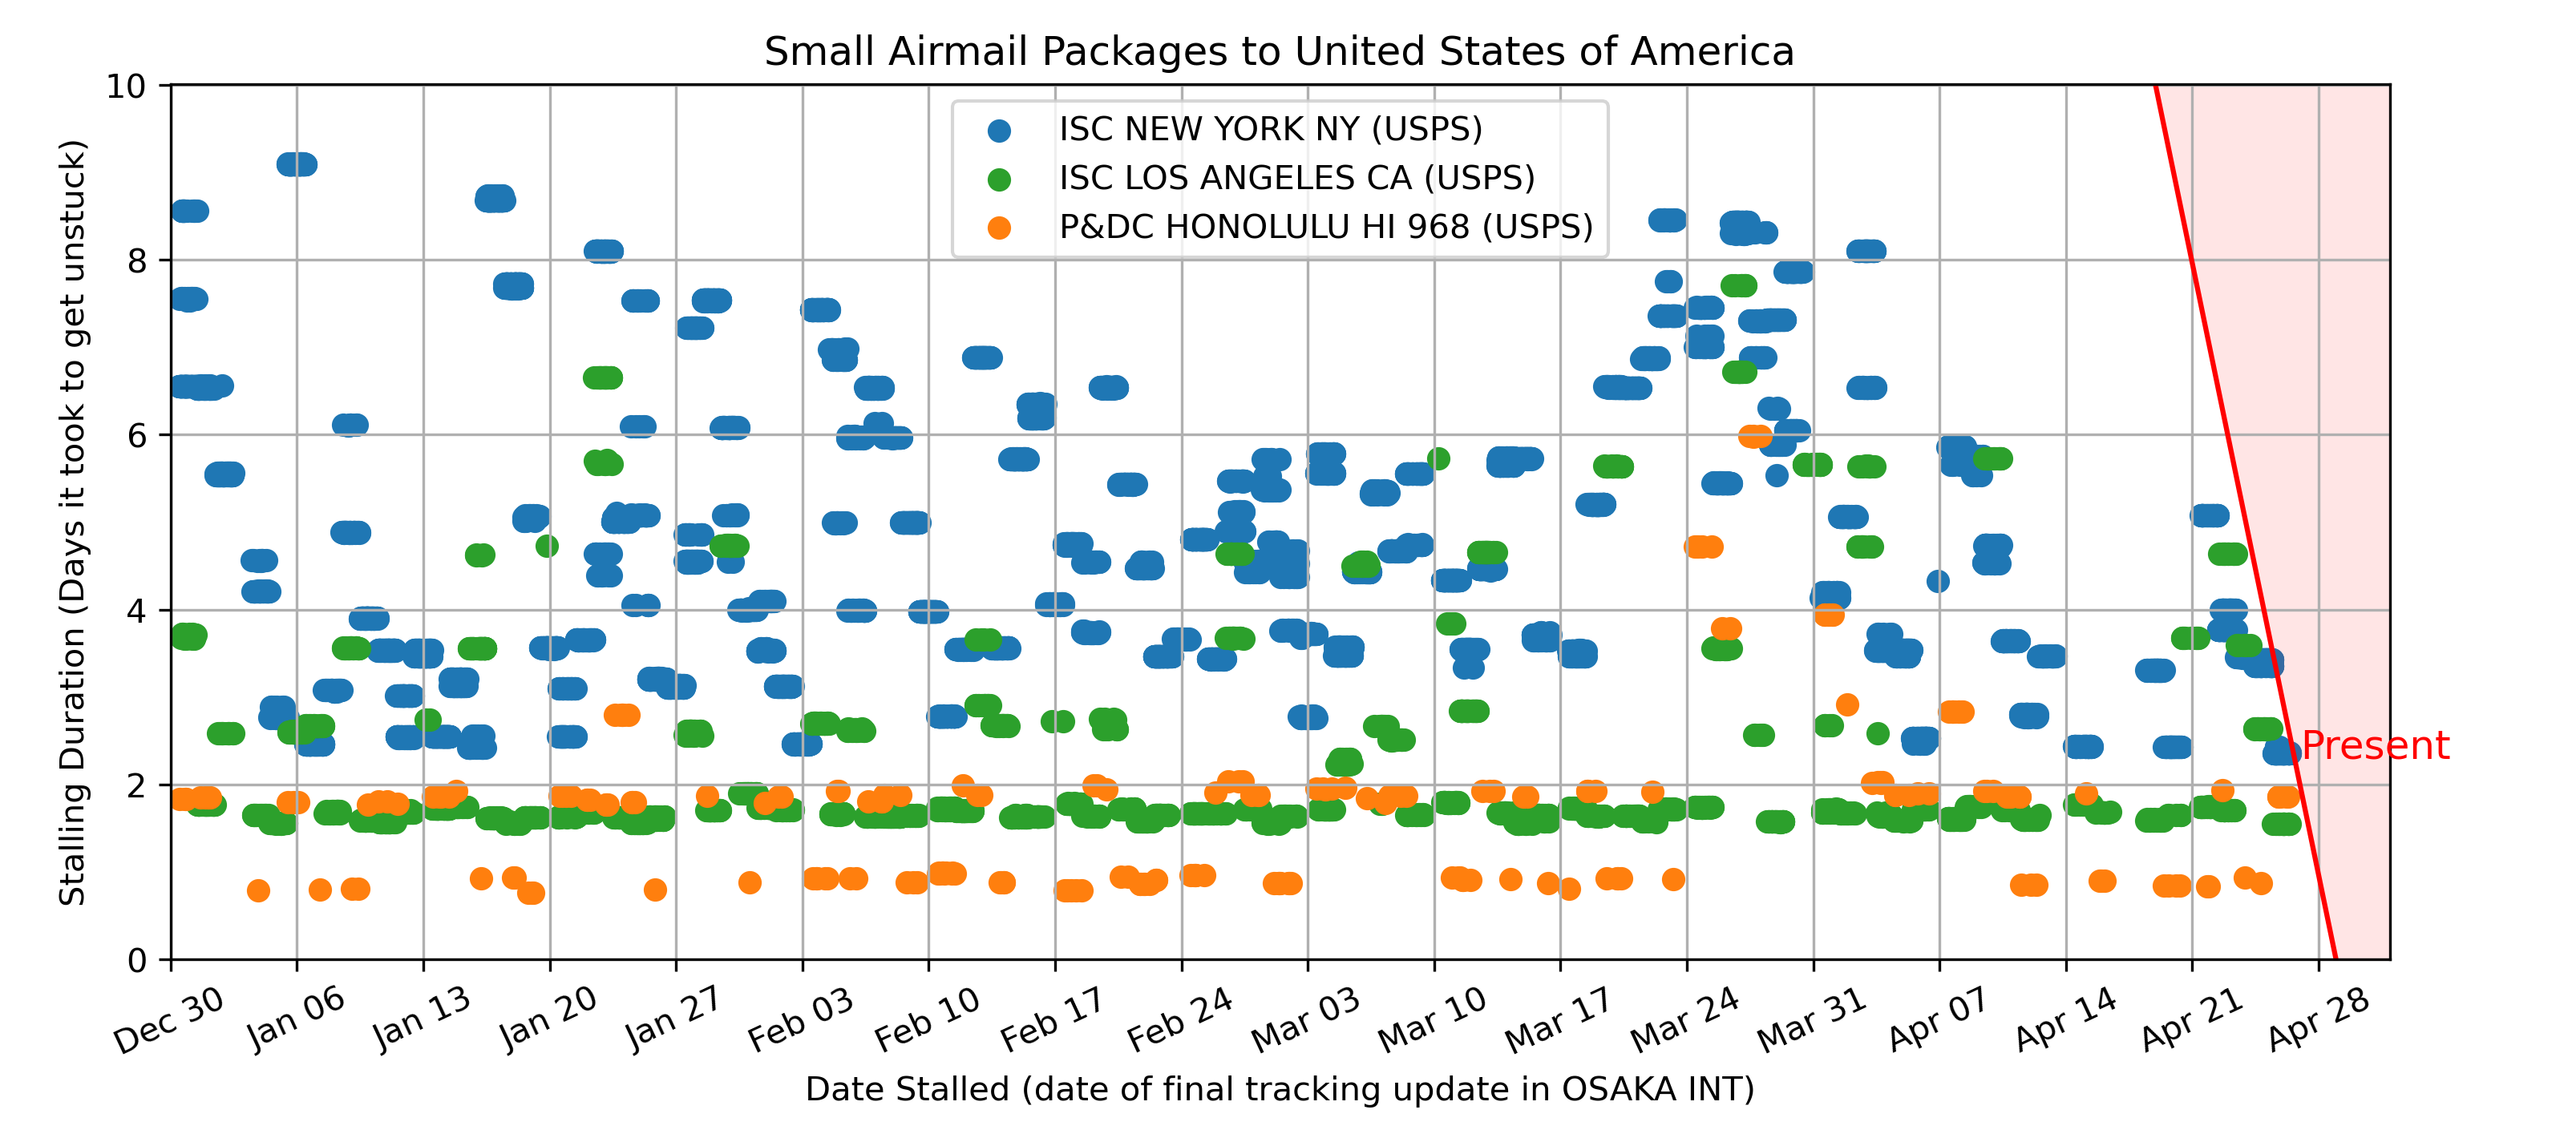 Small Airmail Packages to United States of America
ISC NEW YORK NY (USPS)
ISC LOS ANGELES CA (USPS)
P&DC HONOLULU HI 968 (USPS)
Stalling Duration (Days it took to get unstuck)
10
8
6
4
2
0
Present
Dec 30
Jan 06
Jan 13
Jan 20
Jan 27
Feb 03
Feb 10
Feb 17
Feb 24
Mar 03
Mar 10
Mar 17
Mar 24
Mar 31
Apr 07
Apr 14
Apr 21
Apr 28
Date Stalled (date of final tracking update in OSAKA INT)